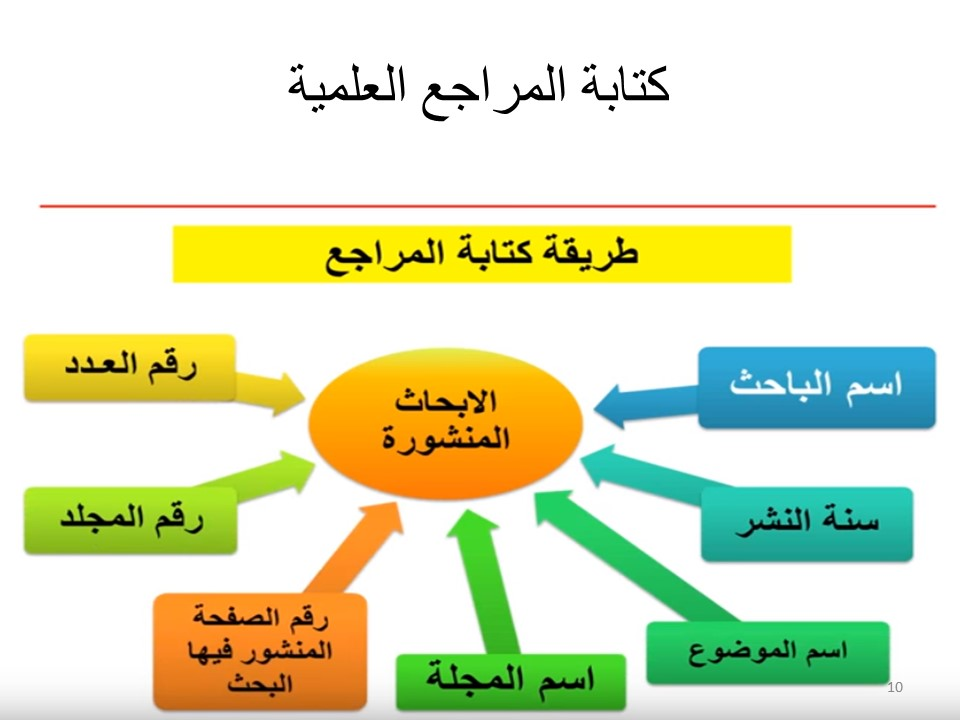 كتابة المراجع العلمية
طريقة كتابة المراجع
الابحاث
المنشورة
اسم الباحث
سنة النشر
اسم الموضوع
اسم المجلة
رقم الصفحة
المنشور فيها
البحث
رقم المجلد
رقم العدد
10